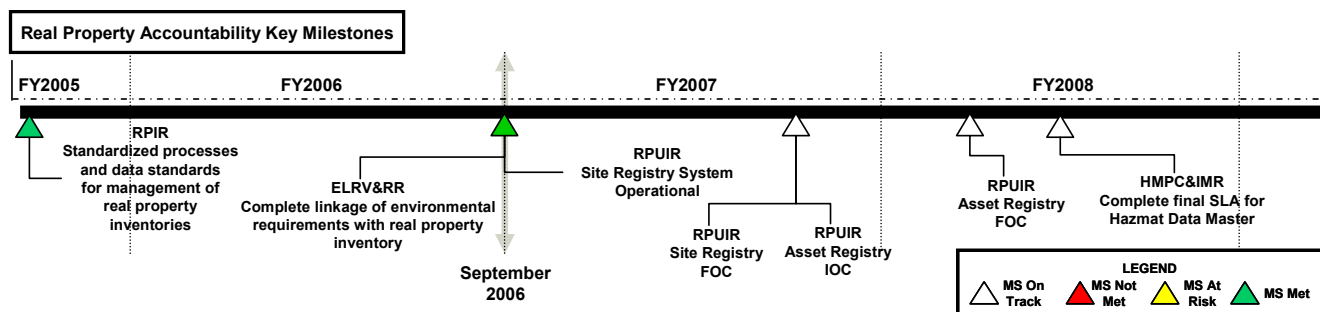 Real Property Accountability Key Milestones
FY2005
FY2006
FY2007
FY2008
RPIR
Standardized processes
and data standards
for management of
real property
inventories
ELRV&RR
Complete linkage of environmental
requirements with real property
inventory
RPUIR
Site Registry System
Operational
September
2006
RPUIR
Site Registry
FOC
RPUIR
Asset Registry
IOC
RPUIR
Asset Registry
FOC
HMPC&IMR
Complete final SLA for
Hazmat Data Master
LEGEND
MS On
Track
MS Not
Met
MS At
Risk
MS Met